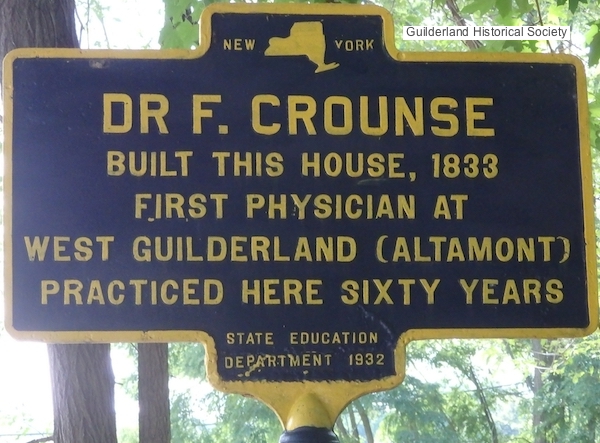 Guilderland Historical Society
NEW YORK
DR F. CROUNSE
BUILT THIS HOUSE, 1833
FIRST PHYSICIAN AT
WEST GUILDERLAND (ALTAMONT)
PRACTICED HERE SIXTY YEARS
STATE EDUCATION
DEPARTMENT 1932